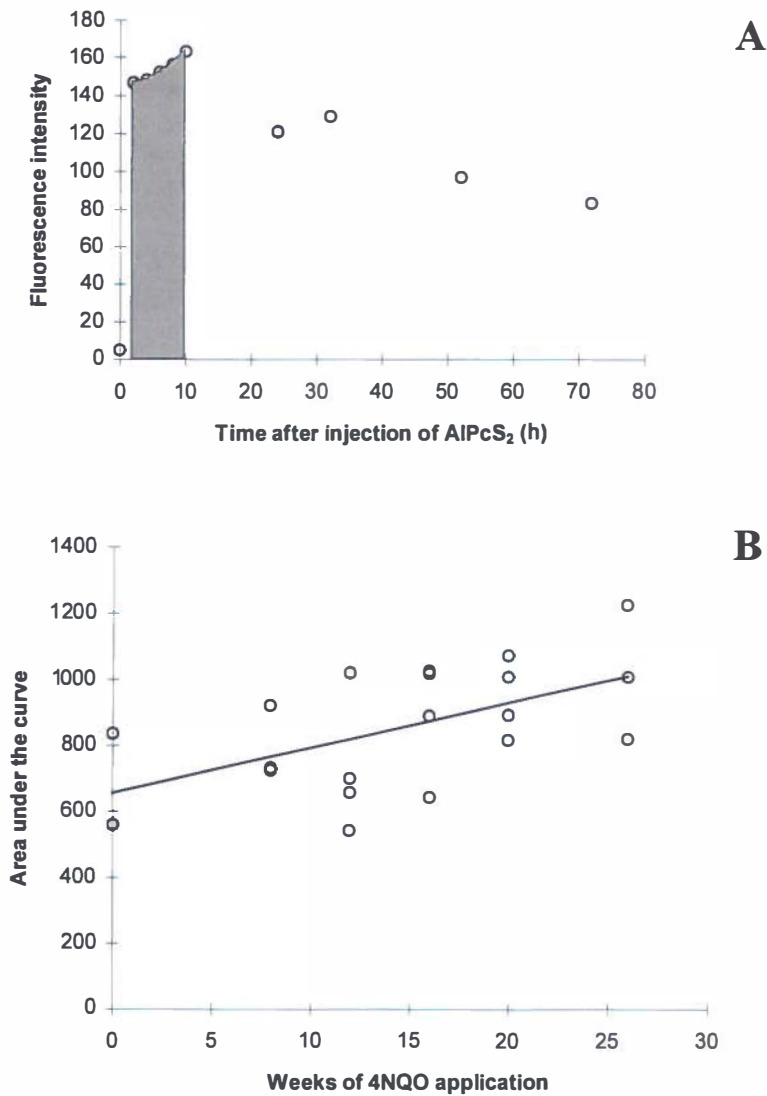 A
180
160
140
120
100
80
60
40
20
0
Fluorescence intensity
0 10 20 30 40 50 60 70 80
Time after injection of AlPcS₂ (h)
B
1400
1200
1000
800
600
400
200
0
Area under the curve
0 5 10 15 20 25 30
Weeks of 4NQO application